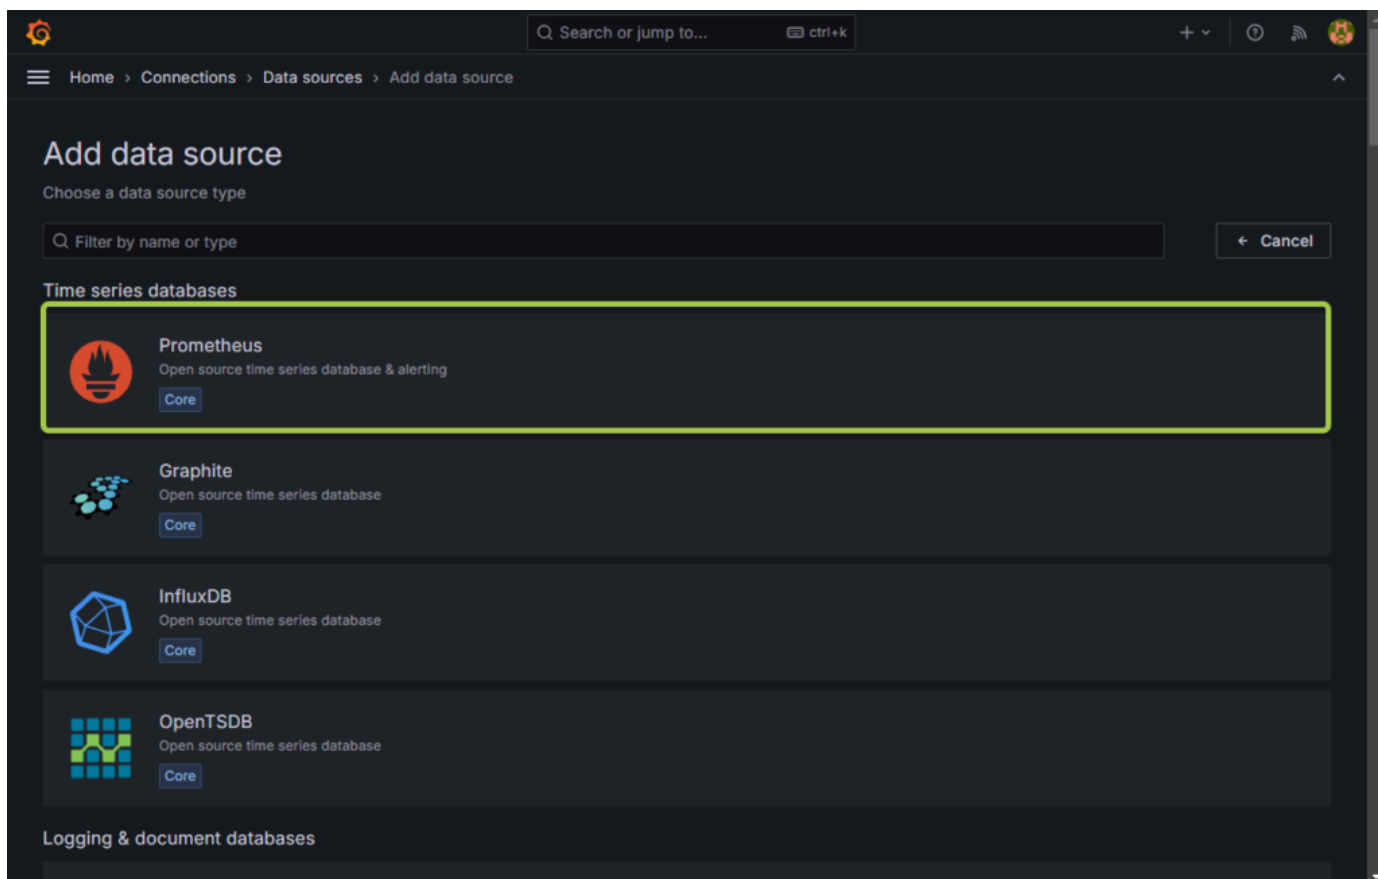 Search or jump to... ctrl+k
Home › Connections › Data sources › Add data source
Add data source
Choose a data source type
Filter by name or type
← Cancel
Time series databases
Prometheus
Open source time series database & alerting
Core
Graphite
Open source time series database
Core
InfluxDB
Open source time series database
Core
OpenTSDB
Open source time series database
Core
Logging & document databases